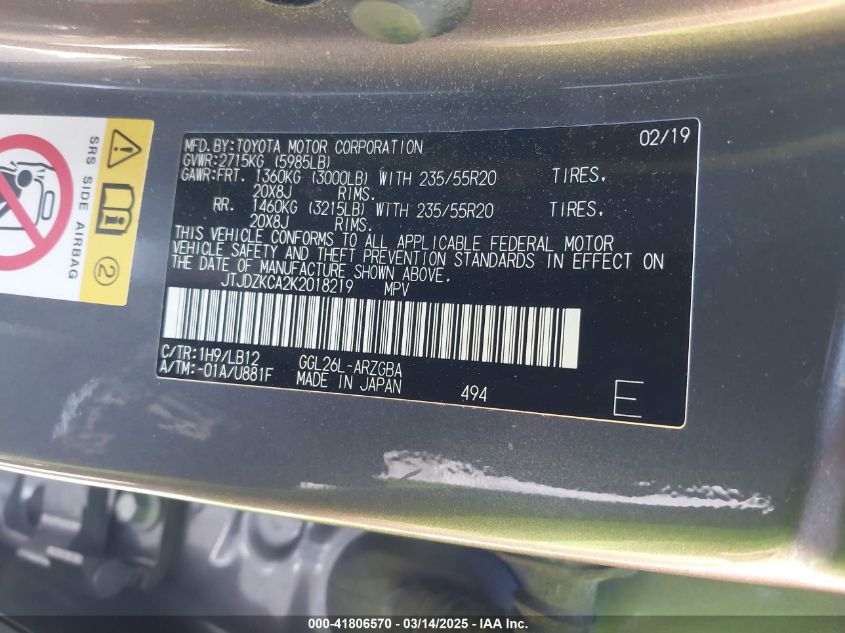 SRS SIDE AIRBAG
2
MFD.BY:TOYOTA MOTOR CORPORATION 02/19
GVWR:2715KG (5985LB)
GAWR:FRT. 1360KG (3000LB) WITH 235/55R20 TIRES,
20X8J RIMS.
RR. 1460KG (3215LB) WITH 235/55R20 TIRES,
20X8J RIMS.
THIS VEHICLE CONFORMS TO ALL APPLICABLE FEDERAL MOTOR
VEHICLE SAFETY AND THEFT PREVENTION STANDARDS IN EFFECT ON
THE DATE OF MANUFACTURE SHOWN ABOVE.
JTJDZKCA2K2018219 MPV
C/TR:1H9/LB12 GGL26L-ARZGBA
A/TM:-01A/U881F MADE IN JAPAN 494 E
000-41806570 | 03/14/2025 - IAA Inc.